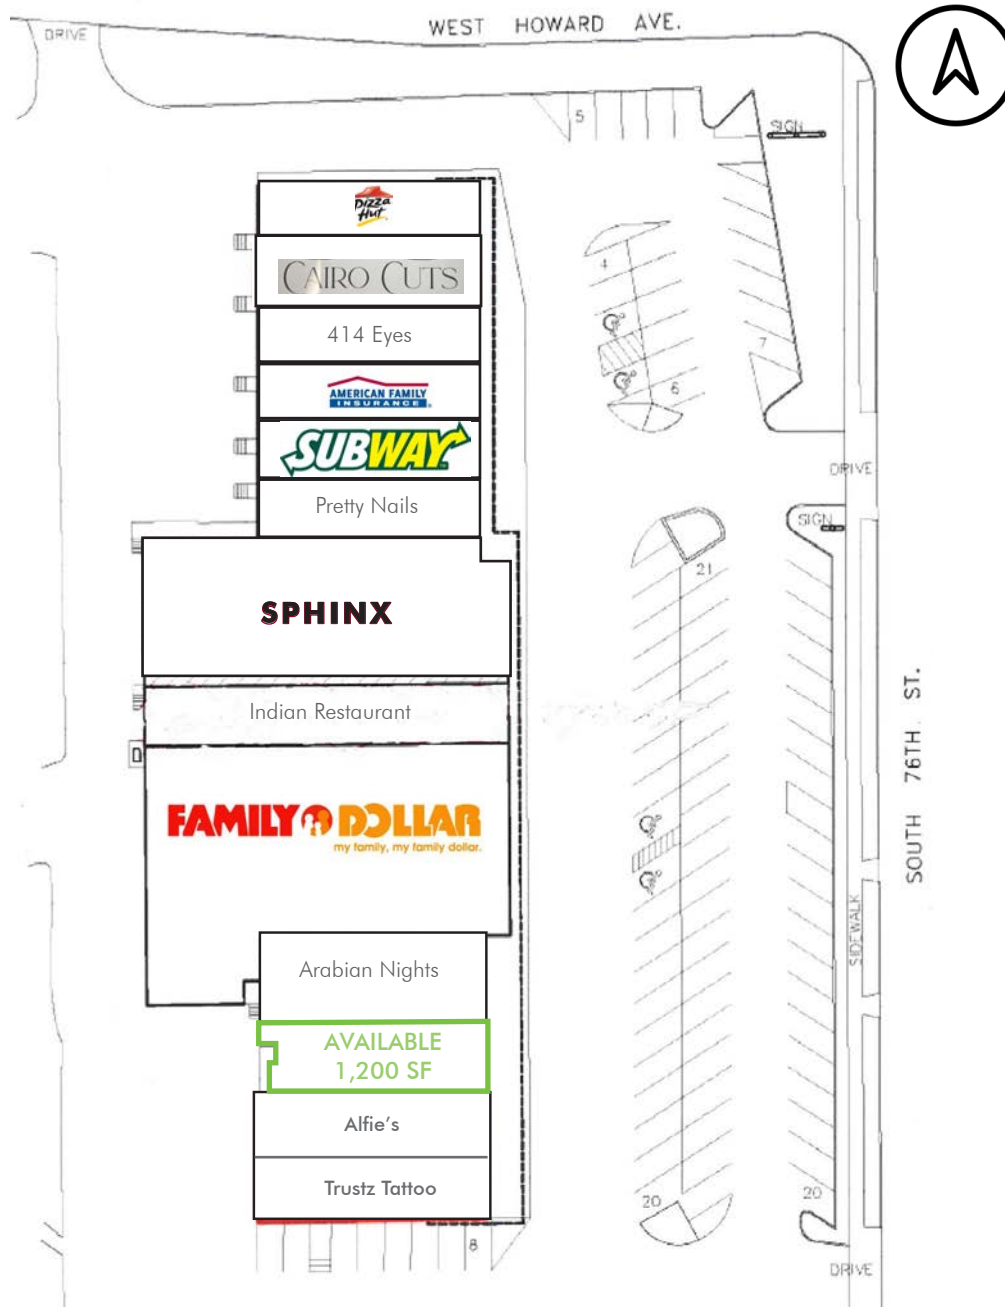 WEST HOWARD AVE.
DRIVE
5
SIGN
Pizza
Hut
CAIRO CUTS
4
414 Eyes
7
AMERICAN FAMILY
INSURANCE
6
SUBWAY
DRIVE
Pretty Nails
SIGN
21
SPHINX
SOUTH 76TH ST.
Indian Restaurant
FAMILY DOLLAR
my family, my family dollar.
SIDEWALK
Arabian Nights
AVAILABLE
1,200 SF
Alfie's
Trustz Tattoo
20
20
8
DRIVE